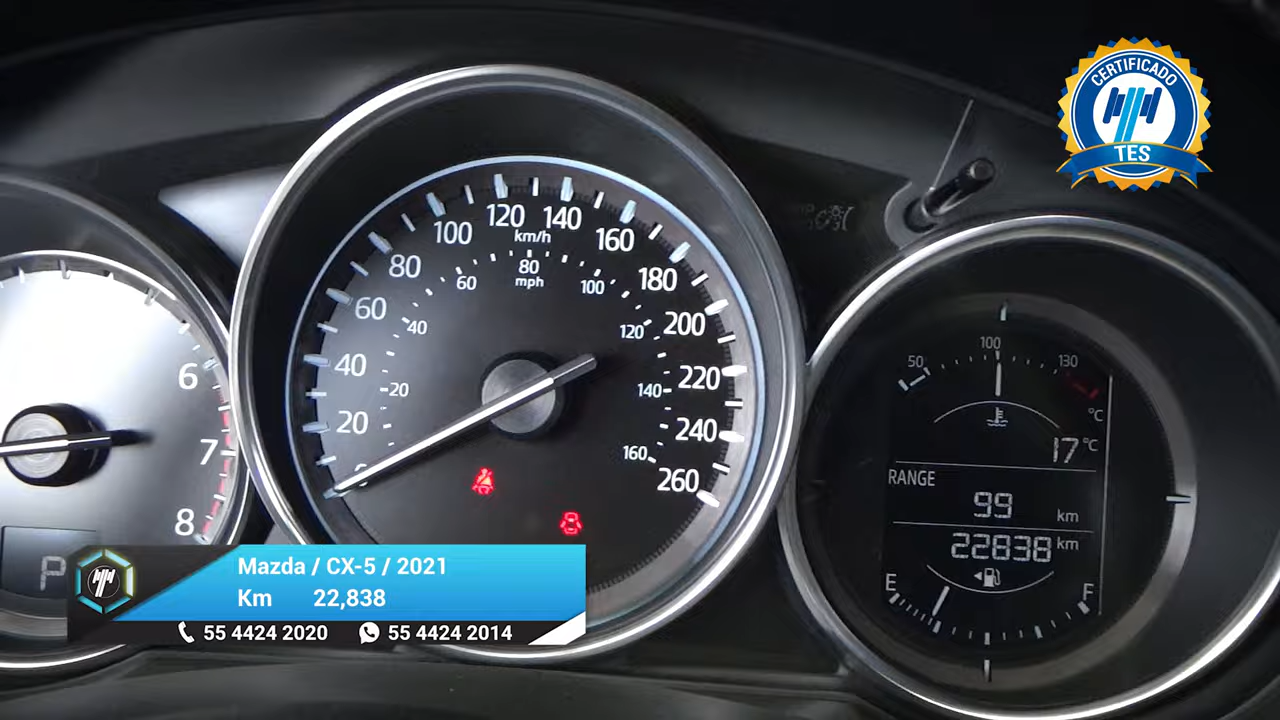 CERTIFICADO
TES
120
140
km/h
100
160
80
180
60
200
40
220
20
240
260
80
mph
60
100
40
120
20
140
160
6
7
8
P
50
100
130
°C
17°C
RANGE
99 km
22838 km
E
F
Mazda / CX-5 / 2021
Km 22,838
55 4424 2020
55 4424 2014